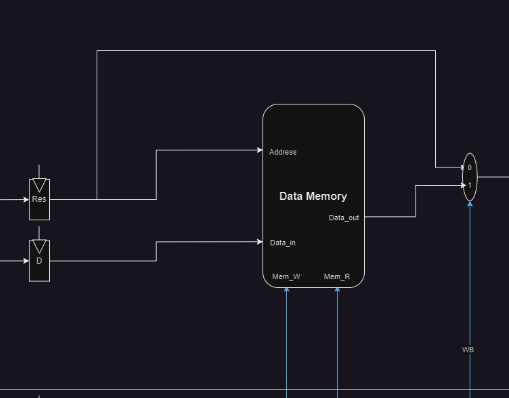 Address
0
1
Res
Data Memory
Data_out
Data_in
D
Mem_W
Mem_R
WB